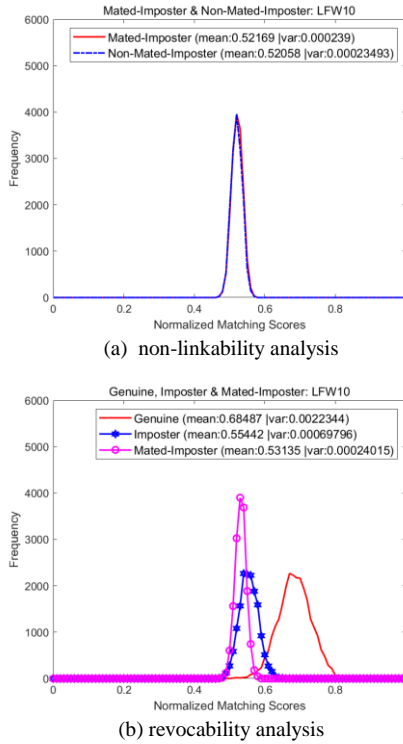 Mated-Imposter & Non-Mated-Imposter: LFW10
6000
Mated-Imposter (mean:0.52169 |var:0.000239)
Non-Mated-Imposter (mean:0.52058 |var:0.00023493)
5000
4000
Frequency
3000
2000
1000
0
0 0.2 0.4 0.6 0.8
Normalized Matching Scores
(a) non-linkability analysis
Genuine, Imposter & Mated-Imposter: LFW10
6000
Genuine (mean:0.68487 |var:0.0022344)
Imposter (mean:0.55442 |var:0.00069796)
5000
Mated-Imposter (mean:0.53135 |var:0.00024015)
4000
Frequency
3000
2000
1000
0
0 0.2 0.4 0.6 0.8
Normalized Matching Scores
(b) revocability analysis